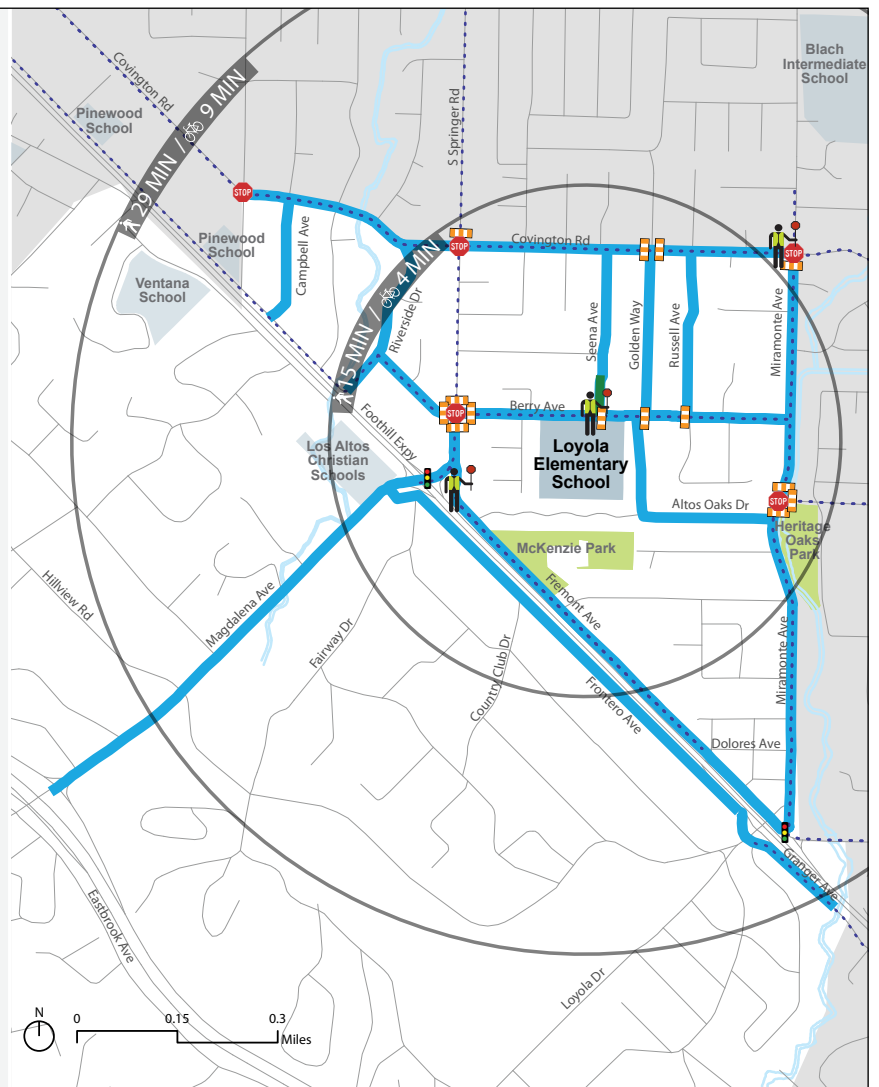 Blach
Intermediate
School
Covington Rd
29 MIN / 9 MIN
Pinewood
School
S Springer Rd
STOP
Pinewood
School
Campbell Ave
STOP
Covington Rd
STOP
Ventana
School
15 MIN / 4 MIN
Riverside Dr
Seena Ave
Golden Way
Russell Ave
Miramonte Ave
Foothill Expy
STOP
Berry Ave
Los Altos
Christian
Schools
Loyola
Elementary
School
Altos Oaks Dr
STOP
Heritage
Oaks
Park
McKenzie Park
Hillview Rd
Magdalena Ave
Fairway Dr
Country Club Dr
Fremont Ave
Frontero Ave
Miramonte Ave
Dolores Ave
Granger Ave
Eastbrook Ave
Loyola Dr
N
0 0.15 0.3
Miles